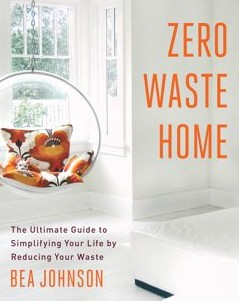 ZERO
WASTE
HOME
The Ultimate Guide to
Simplifying Your Life by
Reducing Your Waste
BEA JOHNSON